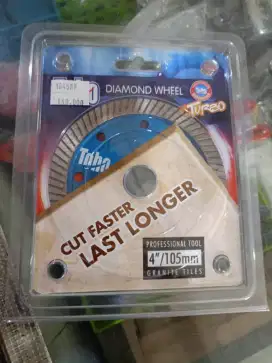 DIAMOND WHEEL
TURBO
CUT FASTER
LAST LONGER
PROFESSIONAL TOOL
4"/105mm
GRANITE TILES